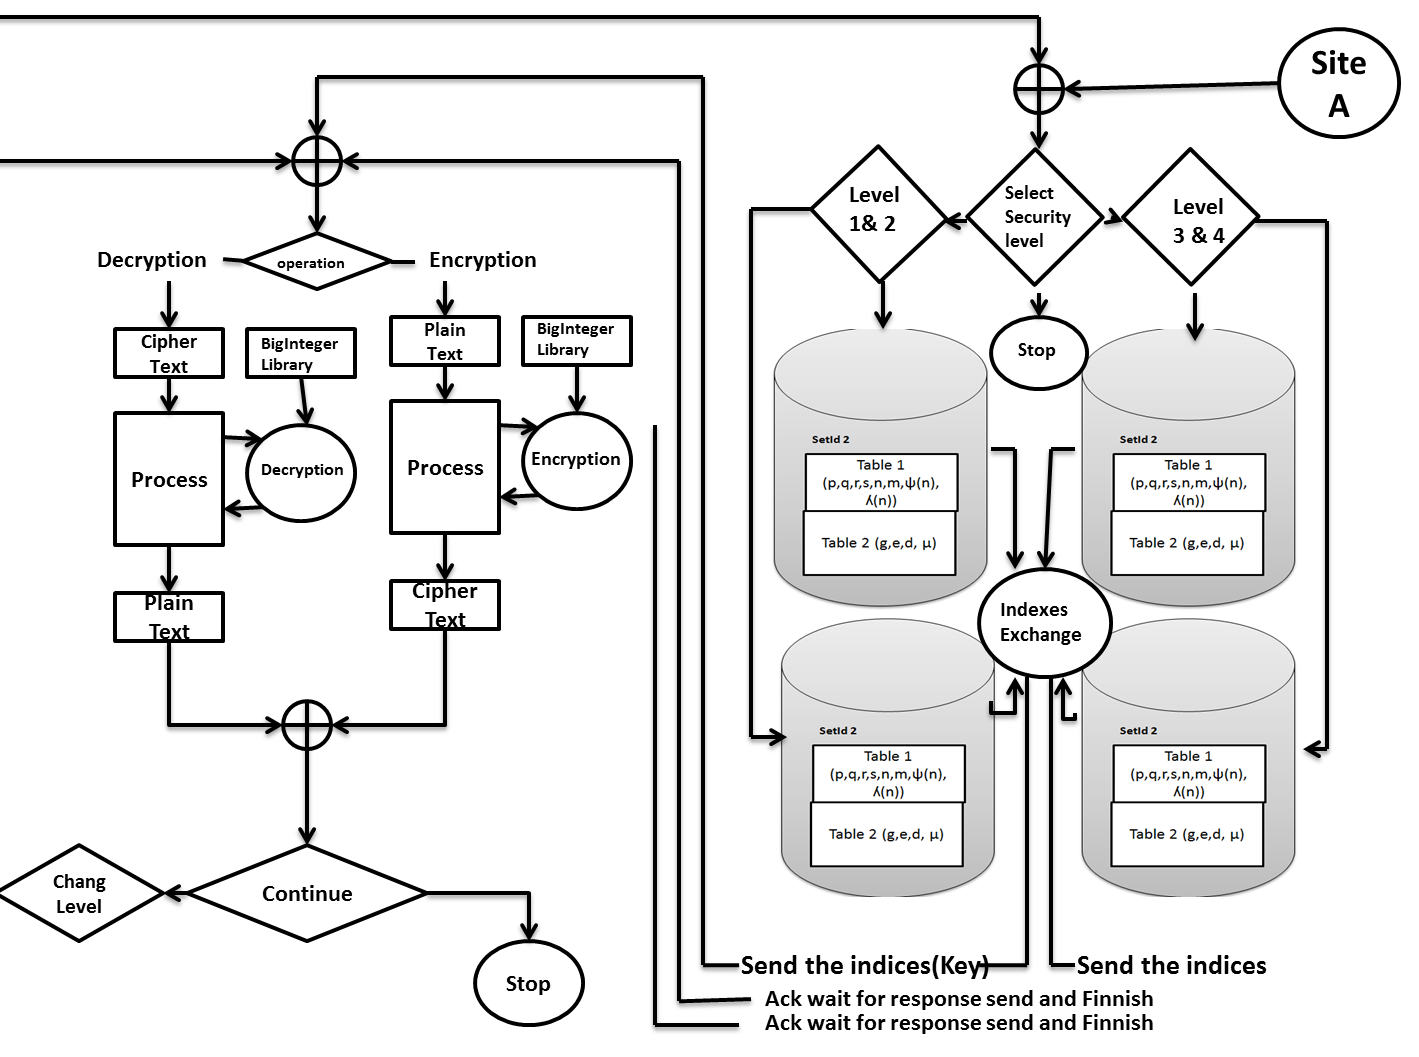 Site
A
Select
Security
level
Level
1& 2
Level
3 & 4
Stop
Decryption
operation
Encryption
Cipher
Text
BigInteger
Library
Plain
Text
BigInteger
Library
Process
Decryption
Process
Encryption
Plain
Text
Cipher
Text
SetId 2
Table 1
(p,q,r,s,n,m,ψ(n),
ʎ(n))
Table 2 (g,e,d, μ)
SetId 2
Table 1
(p,q,r,s,n,m,ψ(n),
ʎ(n))
Table 2 (g,e,d, μ)
Indexes
Exchange
SetId 2
Table 1
(p,q,r,s,n,m,ψ(n),
ʎ(n))
Table 2 (g,e,d, μ)
SetId 2
Table 1
(p,q,r,s,n,m,ψ(n),
ʎ(n))
Table 2 (g,e,d, μ)
Chang
Level
Continue
Stop
Send the indices(Key)
Send the indices
Ack wait for response send and Finnish
Ack wait for response send and Finnish